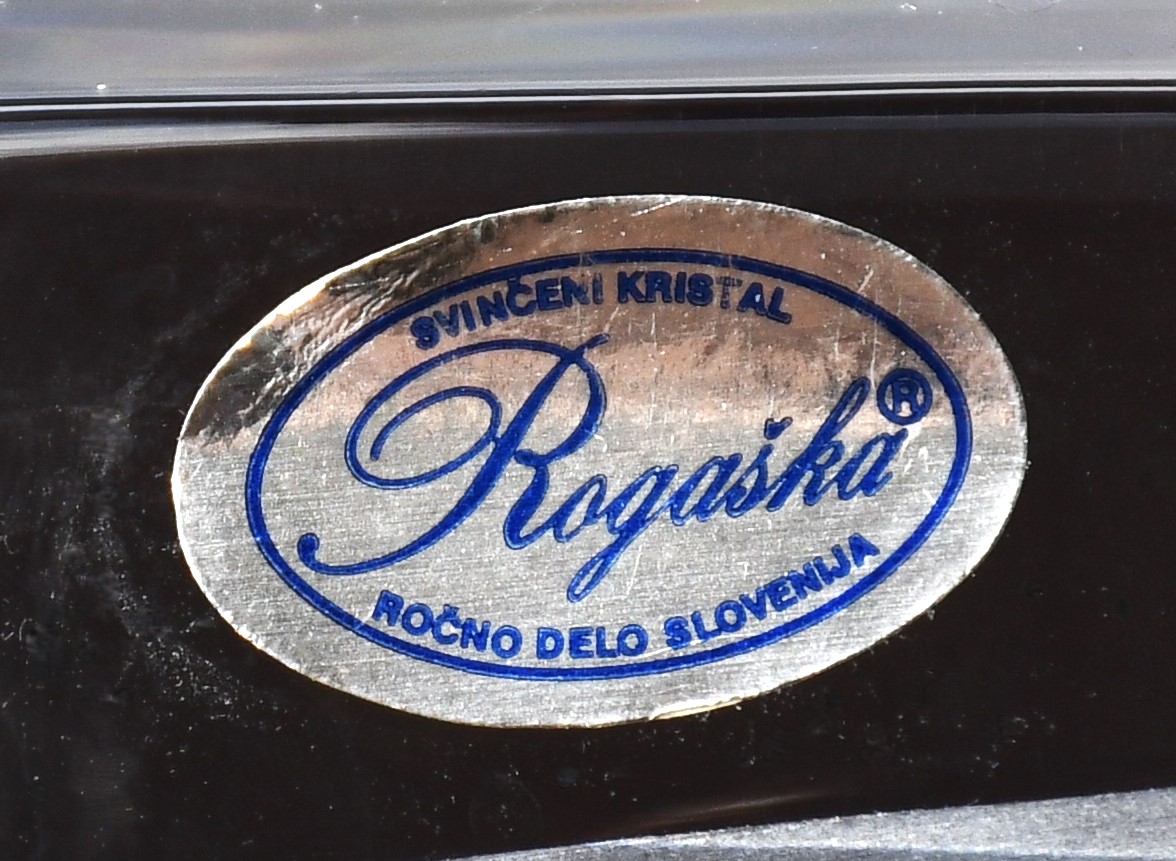 SVINČENI KRISTAL
Rogaška®
ROČNO DELO SLOVENIJA